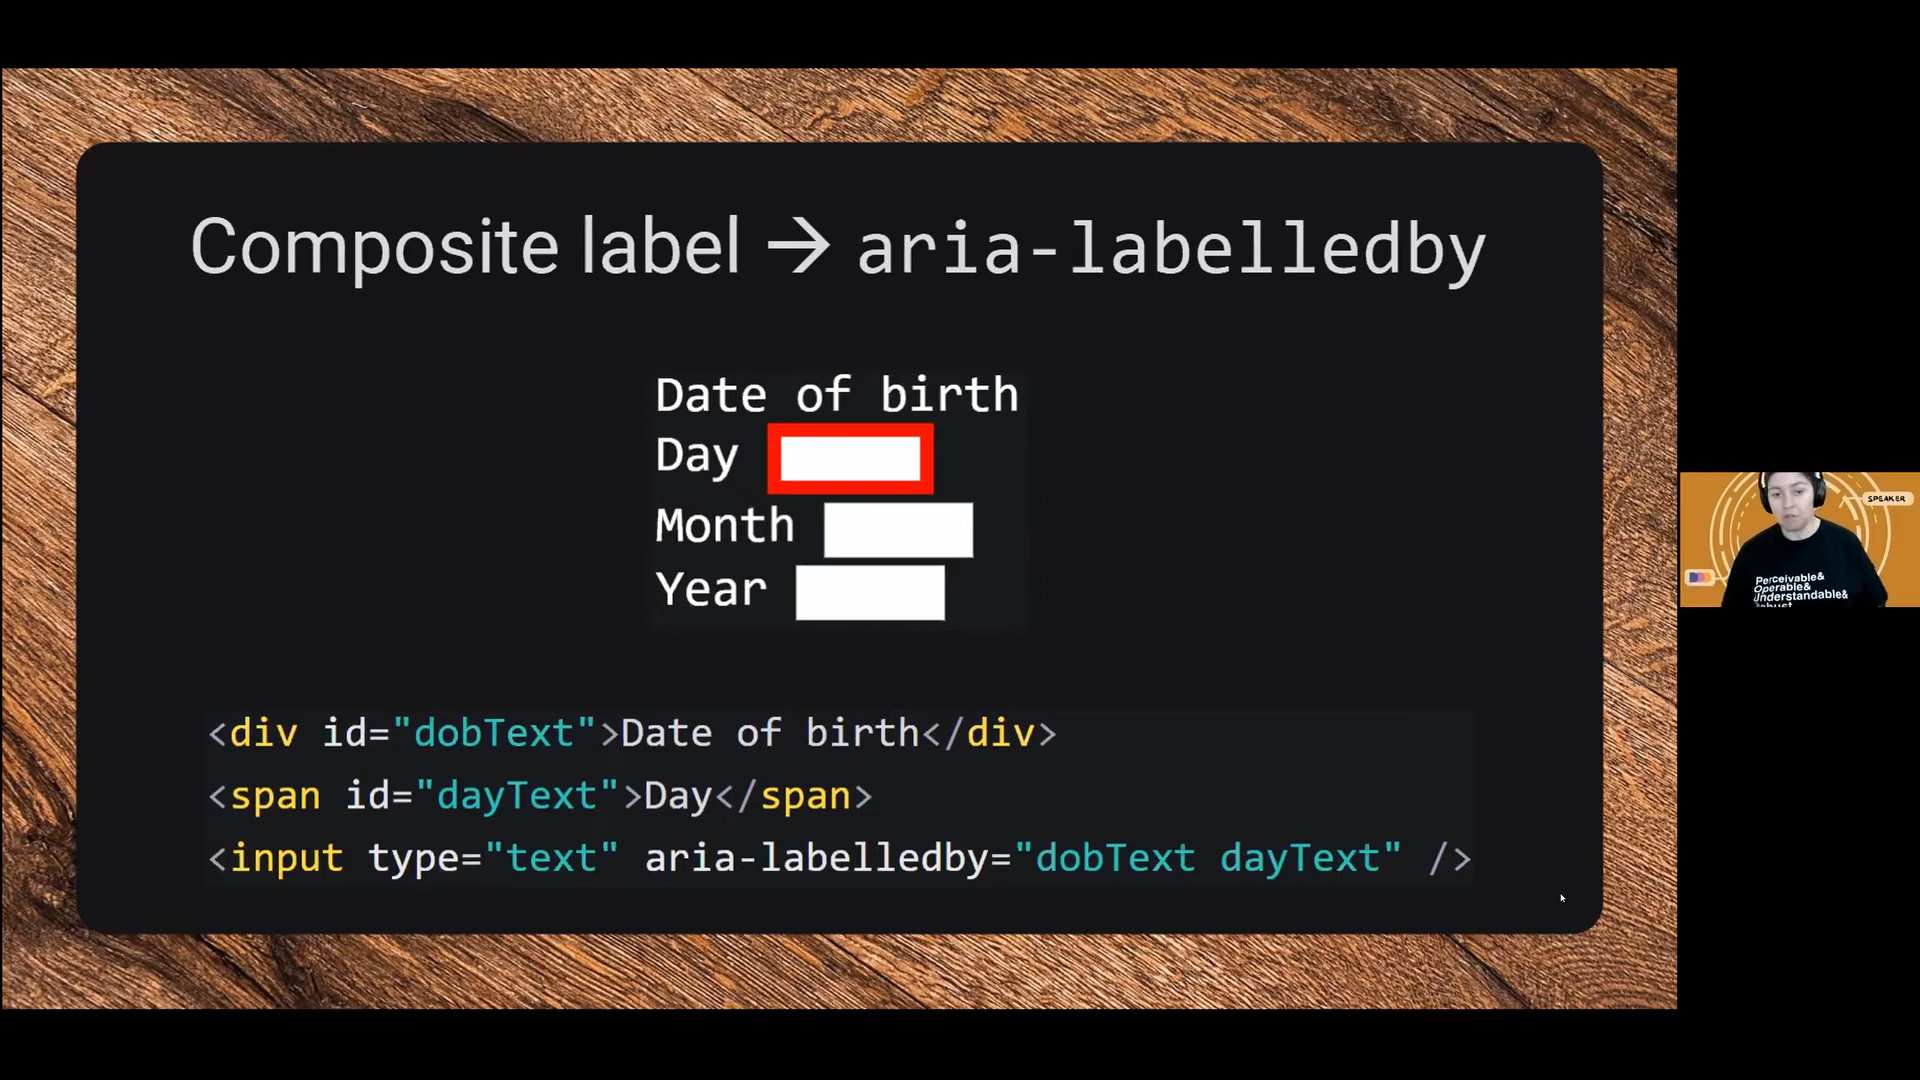 Composite label → aria-labelledby
Date of birth
Day
Month
Year
<div id="dobText">Date of birth</div>
<span id="dayText">Day</span>
<input type="text" aria-labelledby="dobText dayText" />
SPEAKER
Perceivable&
Operable&
Understandable&
Robust